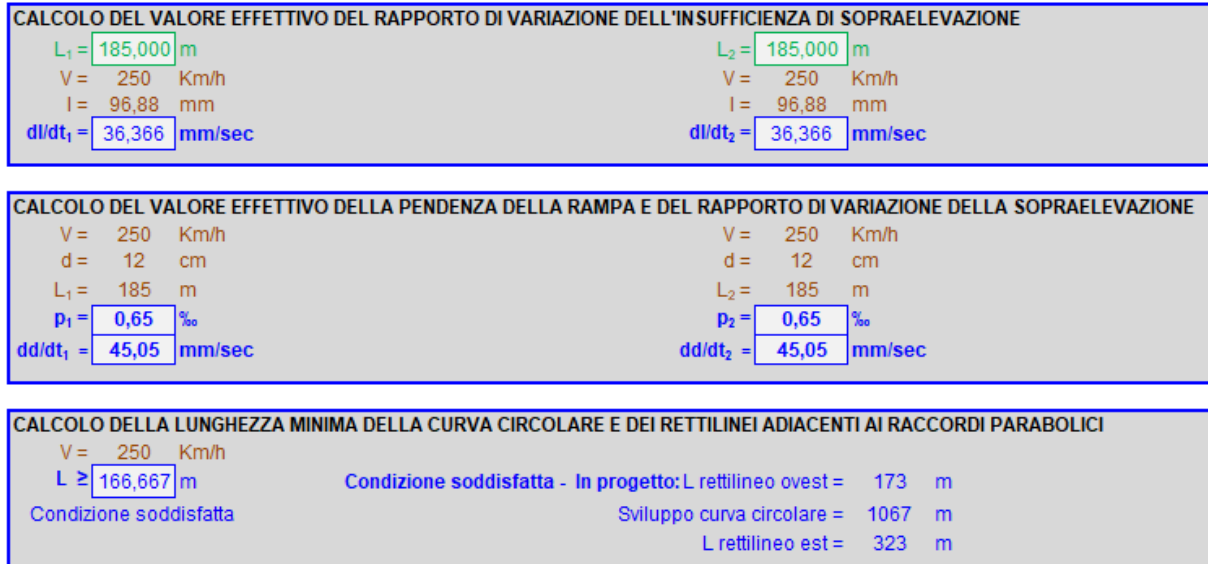 CALCOLO DEL VALORE EFFETTIVO DEL RAPPORTO DI VARIAZIONE DELL'INSUFFICIENZA DI SOPRAELEVAZIONE
L₁ = 185,000 m L₂ = 185,000 m
V = 250 Km/h V = 250 Km/h
I = 96,88 mm I = 96,88 mm
dI/dt₁ = 36,366 mm/sec dI/dt₂ = 36,366 mm/sec
CALCOLO DEL VALORE EFFETTIVO DELLA PENDENZA DELLA RAMPA E DEL RAPPORTO DI VARIAZIONE DELLA SOPRAELEVAZIONE
V = 250 Km/h V = 250 Km/h
d = 12 cm d = 12 cm
L₁ = 185 m L₂ = 185 m
p₁ = 0,65 ‰ p₂ = 0,65 ‰
dd/dt₁ = 45,05 mm/sec dd/dt₂ = 45,05 mm/sec
CALCOLO DELLA LUNGHEZZA MINIMA DELLA CURVA CIRCOLARE E DEI RETTILINEI ADIACENTI AI RACCORDI PARABOLICI
V = 250 Km/h
L ≥ 166,667 m Condizione soddisfatta - In progetto: L rettilineo ovest = 173 m
Condizione soddisfatta Sviluppo curva circolare = 1067 m
L rettilineo est = 323 m